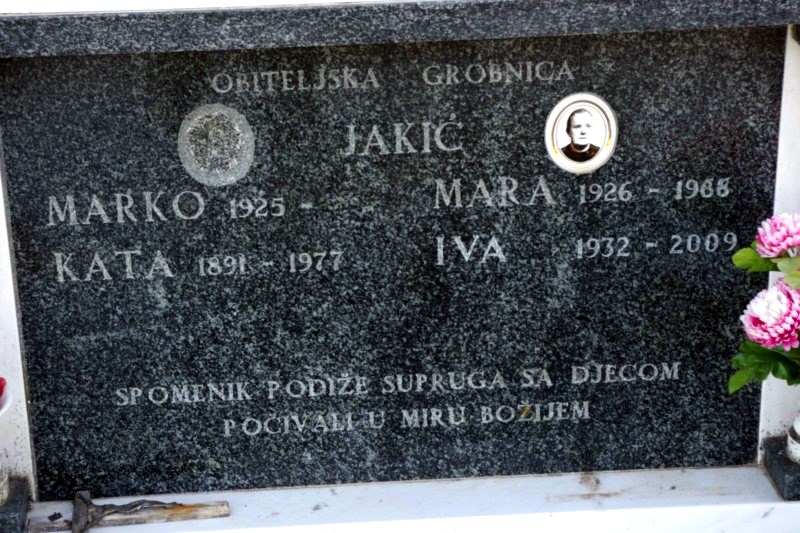 OBITELJSKA GROBNICA
JAKIĆ
MARKO 1925 -
MARA 1926 - 1968
KATA 1891 - 1977
IVA 1932 - 2009
SPOMENIK PODIŽE SUPRUGA SA DJECOM
POČIVALI U MIRU BOŽIJEM